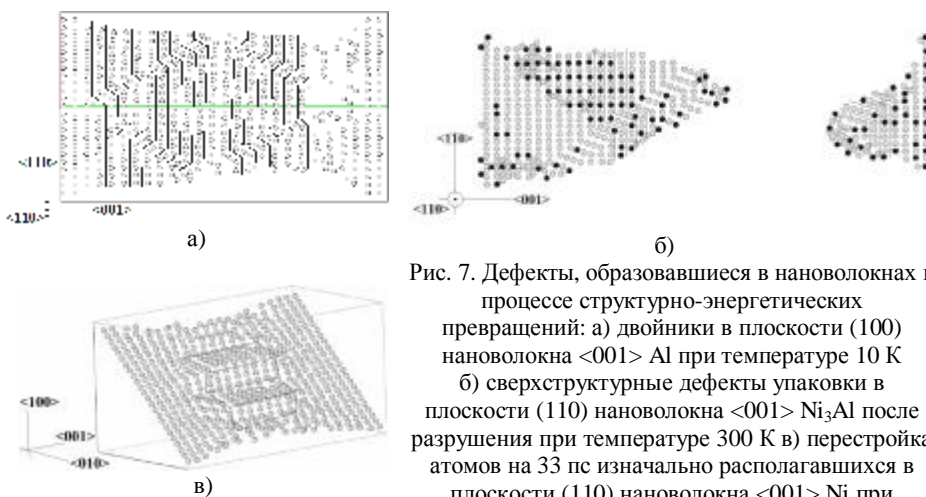 <110>
<110>
<001>
а)
<110>
<110>
<001>
б)
Рис. 7. Дефекты, образовавшиеся в нановолокнах
процессе структурно-энергетических
превращений: а) двойники в плоскости (100)
нановолокна <001> Al при температуре 10 К
б) сверхструктурные дефекты упаковки в
плоскости (110) нановолокна <001> Ni₃Al после
разрушения при температуре 300 К в) перестройка
атомов на 33 пс изначально располагавшихся в
плоскости (110) нановолокна <001> Ni при
<100>
<001>
<010>
в)